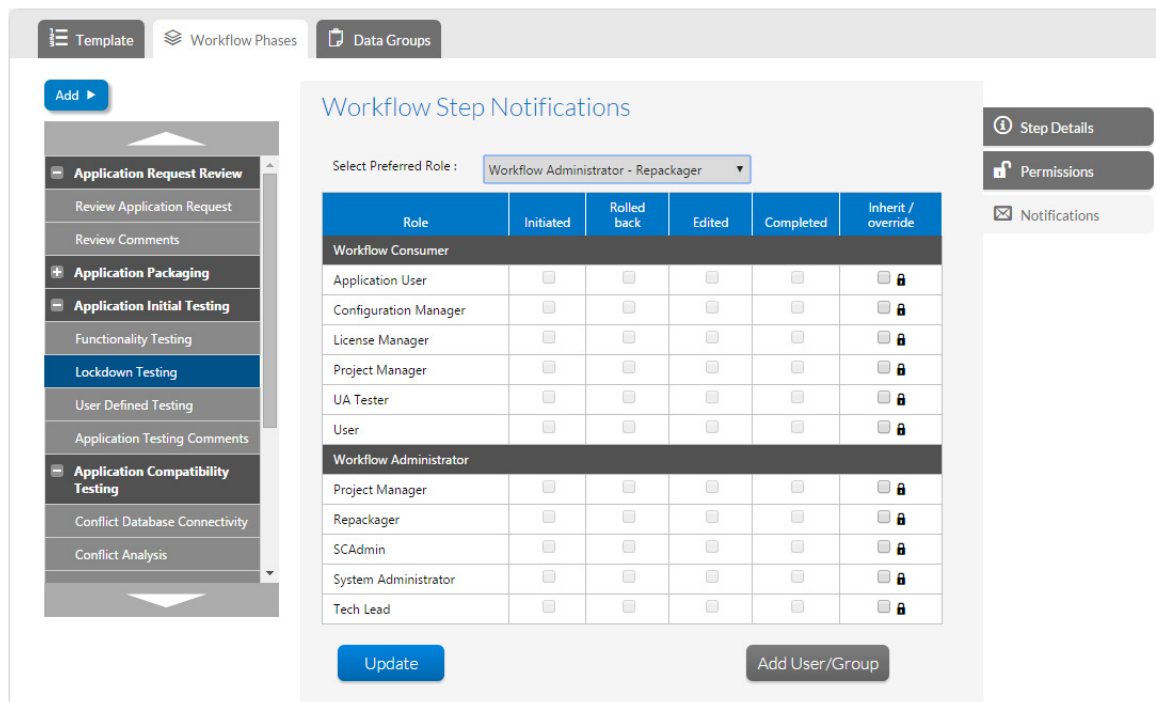 Template
Workflow Phases
Data Groups
Add
Application Request Review
Review Application Request
Review Comments
Application Packaging
Application Initial Testing
Functionality Testing
Lockdown Testing
User Defined Testing
Application Testing Comments
Application Compatibility
Testing
Conflict Database Connectivity
Conflict Analysis
Workflow Step Notifications
Select Preferred Role :
Workflow Administrator - Repackager
Role Initiated Rolled back Edited Completed Inherit / override
Workflow Consumer
Application User
Configuration Manager
License Manager
Project Manager
UA Tester
User
Workflow Administrator
Project Manager
Repackager
SCAdmin
System Administrator
Tech Lead
Update
Add User/Group
Step Details
Permissions
Notifications